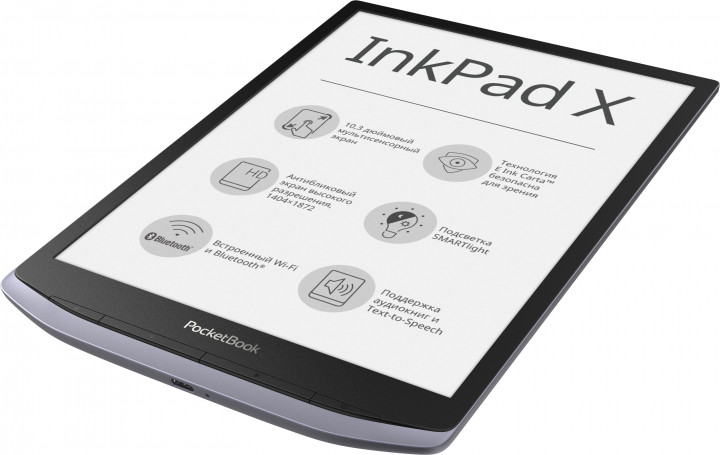 InkPad X
10.3 дюймовый
мультисенсорный
экран
Технология
E Ink Carta™
безопасна
для зрения
HD
Антибликовый
экран высокого
разрешения,
1404×1872
Подсветка
SMARTlight
Bluetooth®
Встроенный Wi-Fi
и Bluetooth®
Поддержка
аудиокниг и
Text-to-Speech
PocketBook